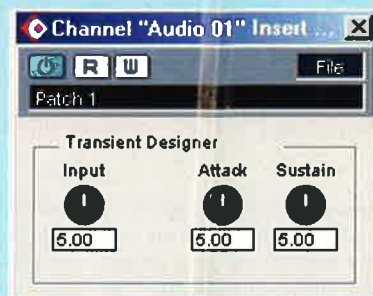 Channel "Audio 01" Insert ...
R W File
Patch 1
Transient Designer
Input Attack Sustain
5.00 5.00 5.00